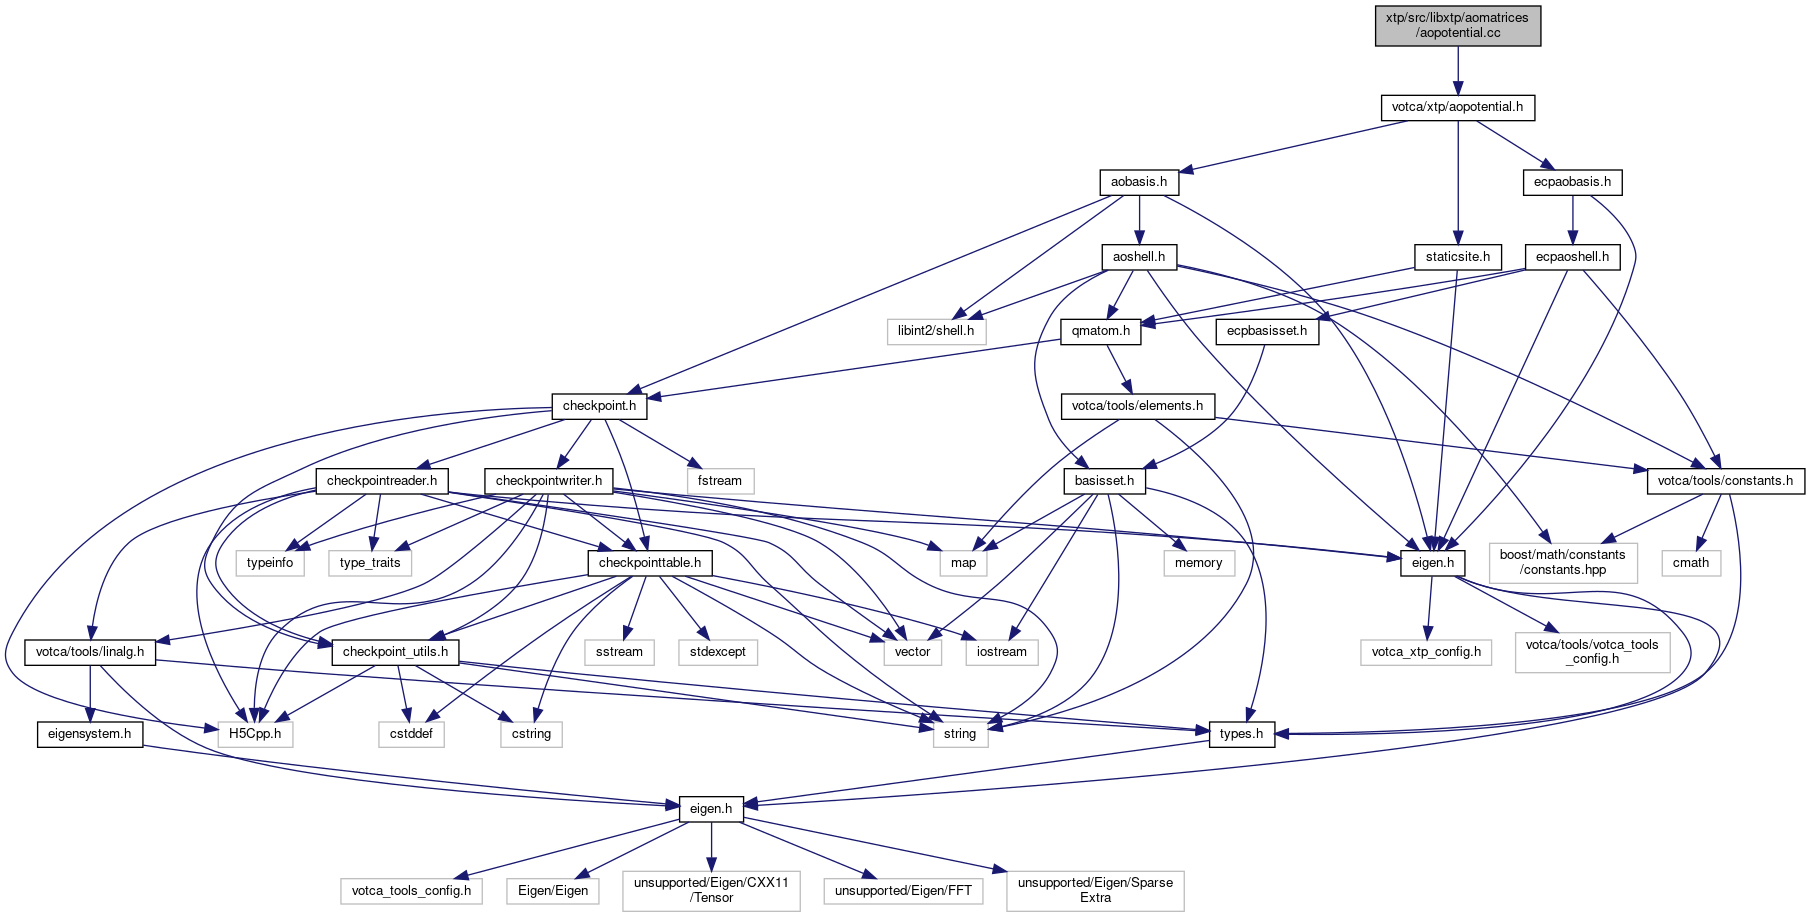 xtp/src/libxtp/aomatrices
/aopotential.cc
votca/xtp/aopotential.h
aobasis.h
ecpaobasis.h
aoshell.h
staticsite.h
ecpaoshell.h
libint2/shell.h
qmatom.h
ecpbasisset.h
checkpoint.h
votca/tools/elements.h
checkpointreader.h
checkpointwriter.h
fstream
basisset.h
votca/tools/constants.h
typeinfo
type_traits
checkpointtable.h
map
memory
eigen.h
boost/math/constants
/constants.hpp
cmath
votca/tools/linalg.h
checkpoint_utils.h
sstream
stdexcept
vector
iostream
votca_xtp_config.h
votca/tools/votca_tools
_config.h
eigensystem.h
H5Cpp.h
cstddef
cstring
string
types.h
eigen.h
votca_tools_config.h
Eigen/Eigen
unsupported/Eigen/CXX11
/Tensor
unsupported/Eigen/FFT
unsupported/Eigen/Sparse
Extra